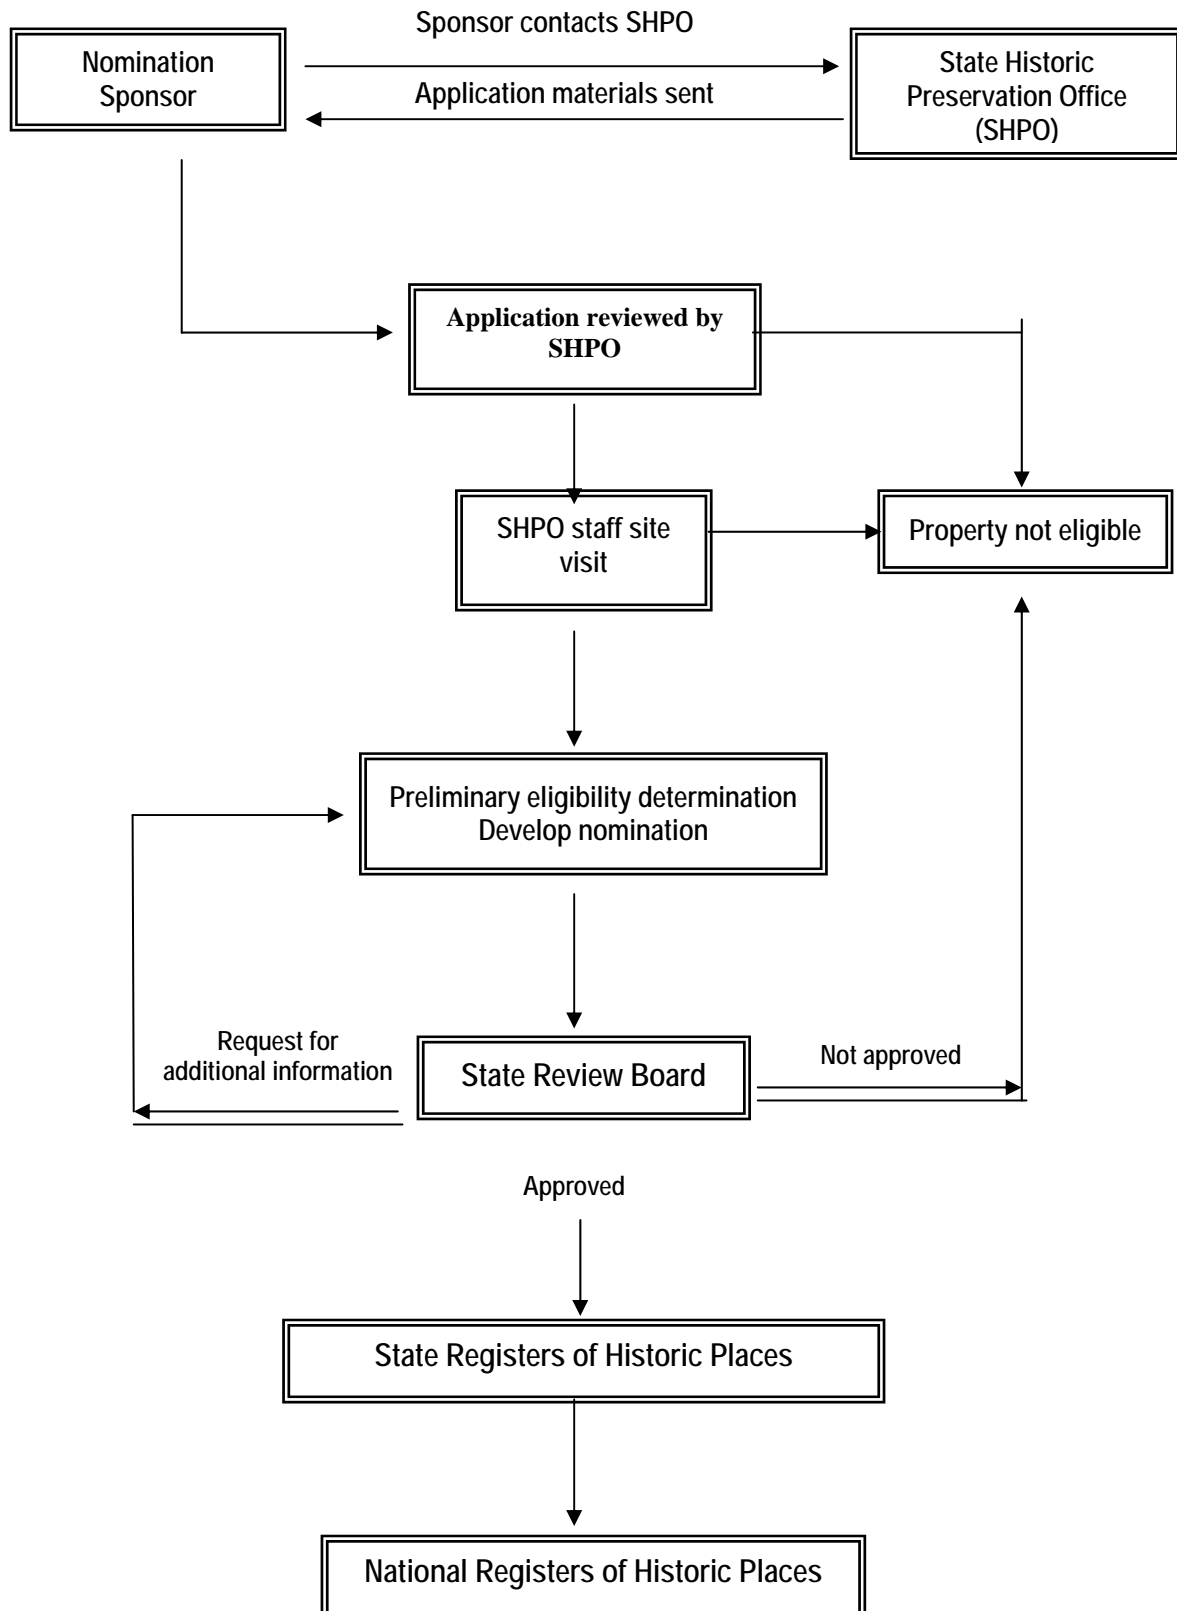 Sponsor contacts SHPO
Nomination
Sponsor
State Historic
Preservation Office
(SHPO)
Application materials sent
Application reviewed by
SHPO
SHPO staff site
visit
Property not eligible
Preliminary eligibility determination
Develop nomination
Request for
additional information
State Review Board
Not approved
Approved
State Registers of Historic Places
National Registers of Historic Places